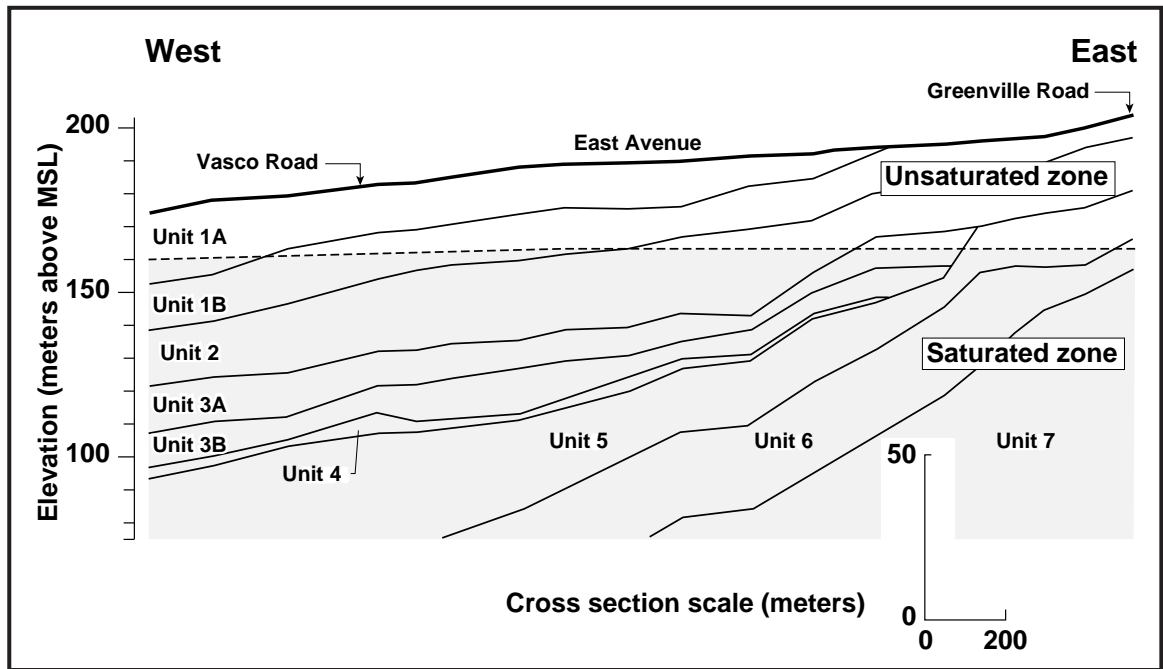 West
East
Greenville Road
200
East Avenue
Vasco Road
Unsaturated zone
Unit 1A
150
Unit 1B
Unit 2
Saturated zone
Unit 3A
Unit 3B
Unit 4
Unit 5
Unit 6
Unit 7
100
50
Elevation (meters above MSL)
Cross section scale (meters)
0
0
200